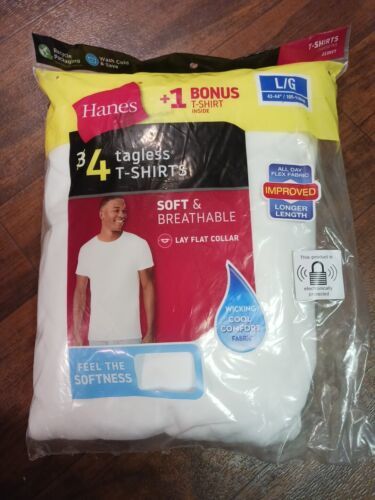 Recycle
Packaging
Wash Cold
& Save
T-SHIRTS
Hanes
+1 BONUS
T-SHIRT
INSIDE
L/G
3 4 tagless®
T-SHIRTS
SOFT &
BREATHABLE
LAY FLAT COLLAR
ALL DAY
FLEX FABRIC
IMPROVED
LONGER
LENGTH
This product is
electronically
protected
WICKING
COOL
COMFORT
FABRIC
FEEL THE
SOFTNESS